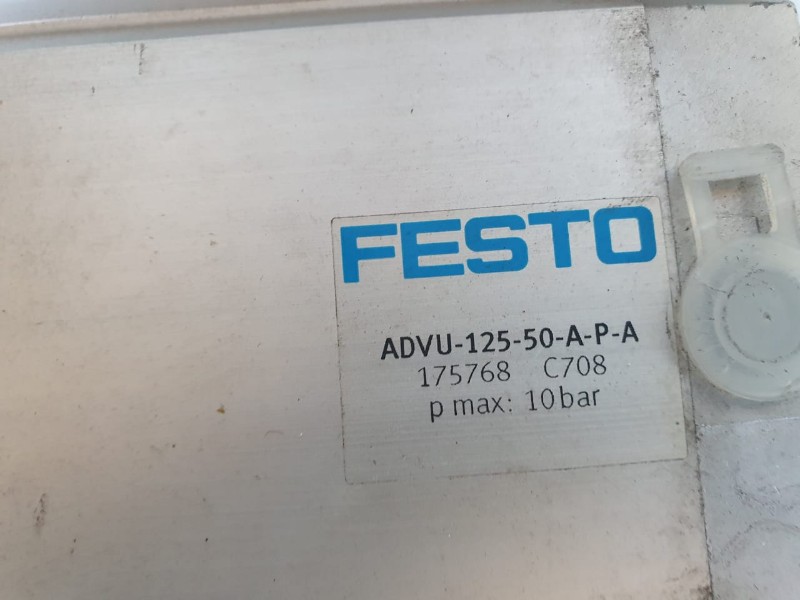 FESTO
ADVU-125-50-A-P-A
175768 C708
p max: 10bar